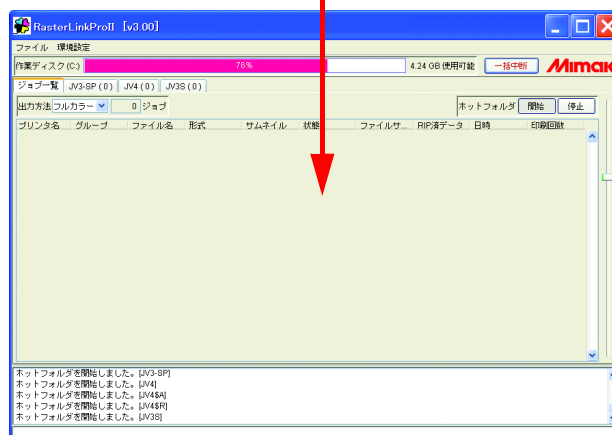 RasterLinkProII [v3.00]
ファイル 環境設定
作業ディスク(C:) 76% 4.24 GB 使用可能 一括中断 Mimaki
ジョブ一覧 JV3-SP(0) JV4(0) JV3S(0)
出力方法 フルカラー 0 ジョブ ホットフォルダ 開始 停止
プリンタ名 グループ ファイル名 形式 サムネイル 状態 ファイルサ... RIP済データ 日時 印刷回数
ホットフォルダを開始しました。[JV3-SP]
ホットフォルダを開始しました。[JV4]
ホットフォルダを開始しました。[JV4$A]
ホットフォルダを開始しました。[JV4$R]
ホットフォルダを開始しました。[JV3S]